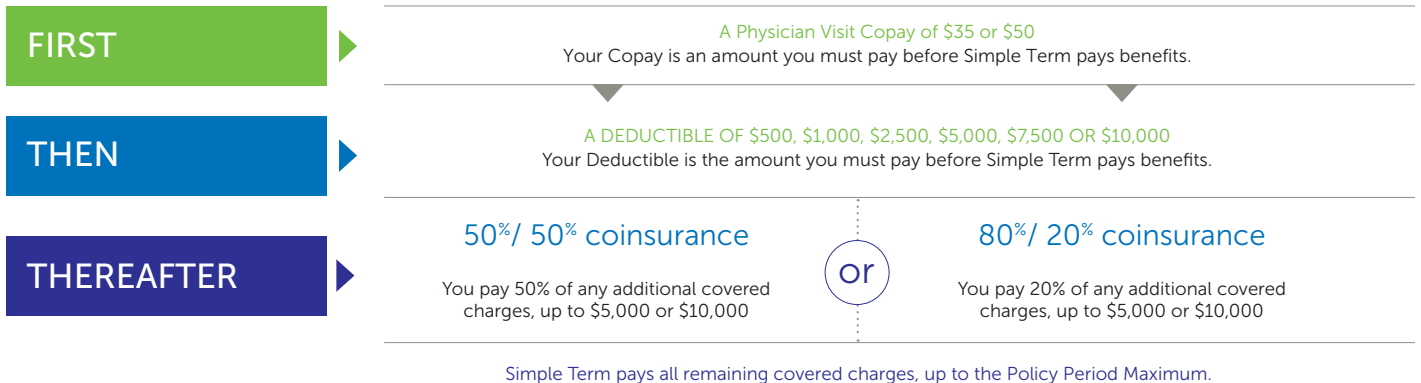 FIRST
A Physician Visit Copay of $35 or $50
Your Copay is an amount you must pay before Simple Term pays benefits.
THEN
A DEDUCTIBLE OF $500, $1,000, $2,500, $5,000, $7,500 OR $10,000
Your Deductible is the amount you must pay before Simple Term pays benefits.
THEREAFTER
50%/ 50% coinsurance
You pay 50% of any additional covered
charges, up to $5,000 or $10,000
or
80%/ 20% coinsurance
You pay 20% of any additional covered
charges, up to $5,000 or $10,000
Simple Term pays all remaining covered charges, up to the Policy Period Maximum.